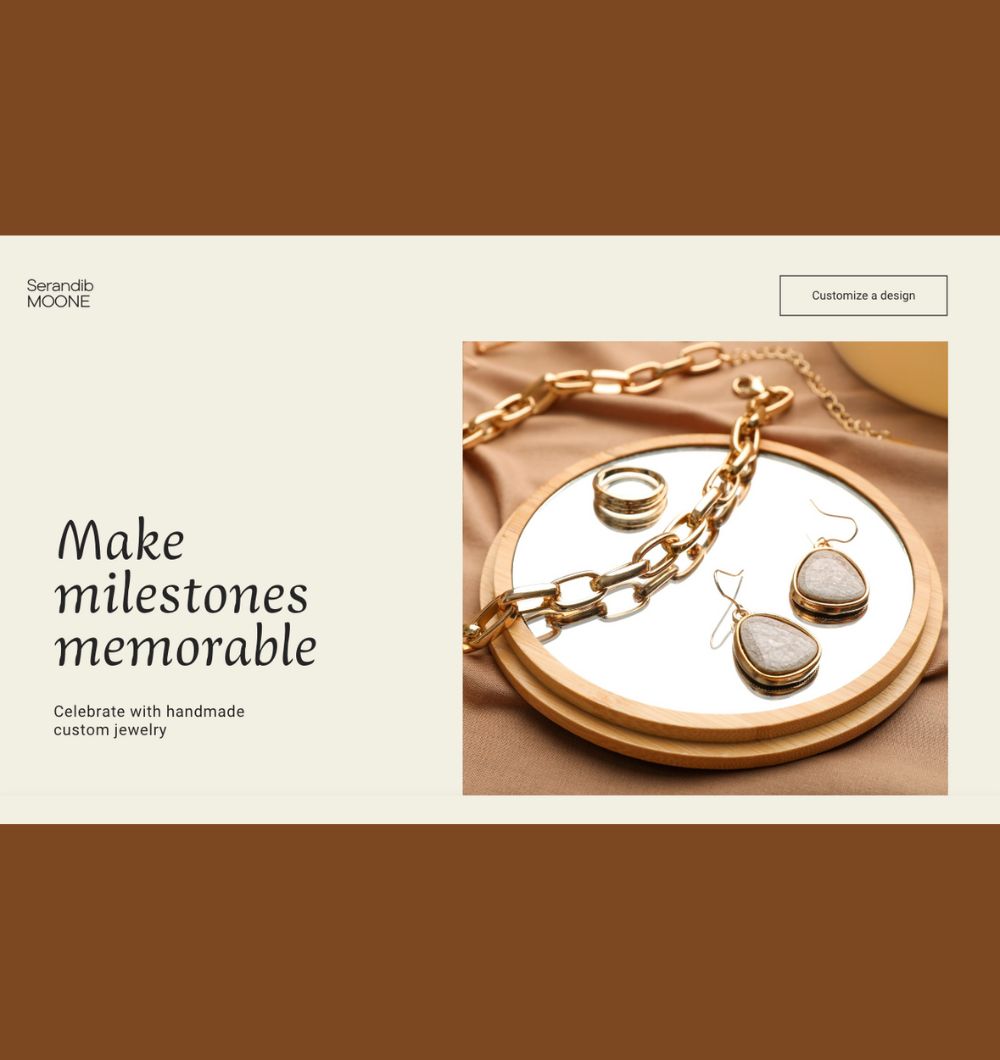 Serandib
MOONE
Customize a design
Make
milestones
memorable
Celebrate with handmade
custom jewelry